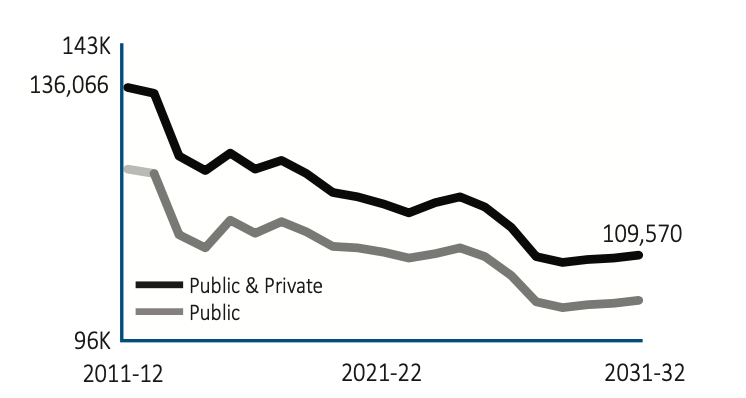 143K
136,066
109,570
Public & Private
Public
96K
2011-12
2021-22
2031-32